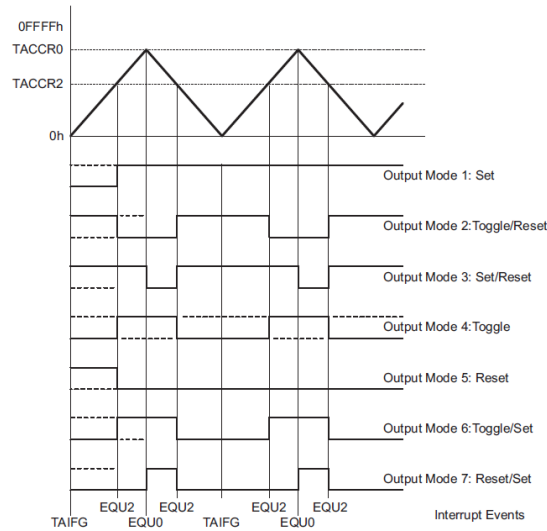 0FFFFh
TACCR0
TACCR2
0h
Output Mode 1: Set
Output Mode 2:Toggle/Reset
Output Mode 3: Set/Reset
Output Mode 4:Toggle
Output Mode 5: Reset
Output Mode 6:Toggle/Set
Output Mode 7: Reset/Set
EQU2 EQU2 EQU2 EQU2
TAIFG EQU0 TAIFG EQU0
Interrupt Events